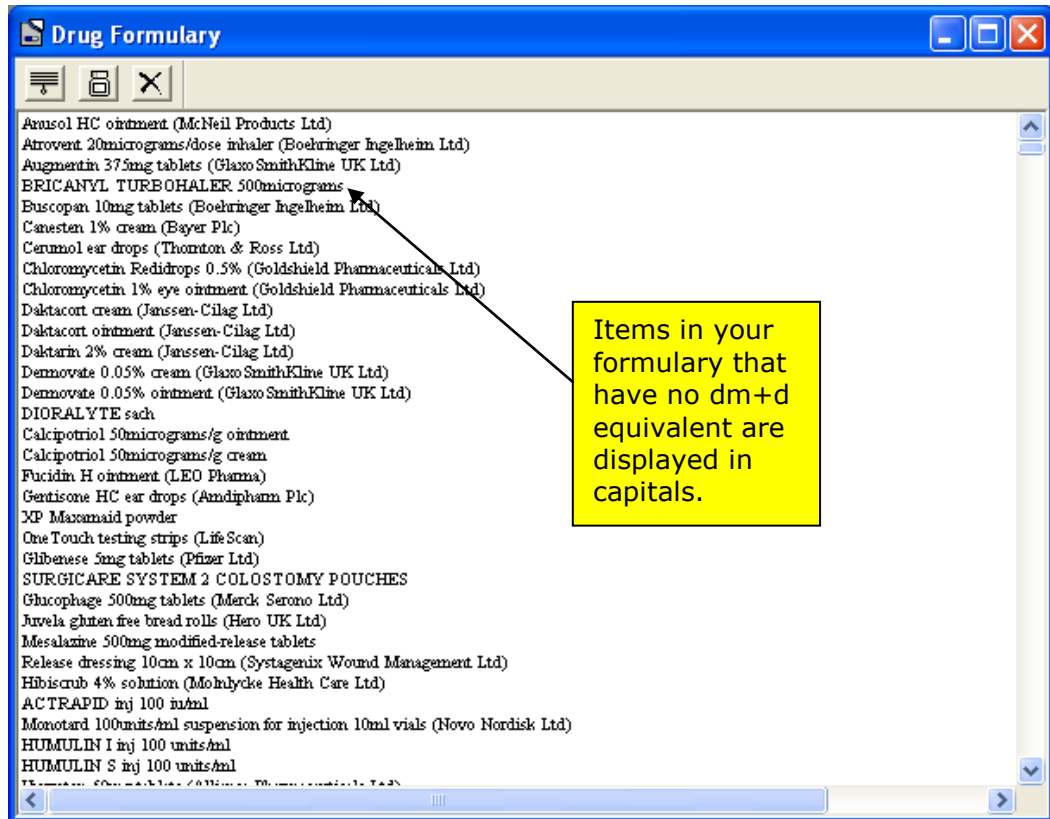 Drug Formulary
Anusol HC ointment (McNeil Products Ltd)
Atrovent 20micrograms/dose inhaler (Boehringer Ingelheim Ltd)
Augmentin 375mg tablets (GlaxoSmithKline UK Ltd)
BRICANYL TURBOHALER 500micrograms
Buscopan 10mg tablets (Boehringer Ingelheim Ltd)
Canesten 1% cream (Bayer Plc)
Cerumol ear drops (Thornton & Ross Ltd)
Chloromycetin Redidrops 0.5% (Goldshield Pharmaceuticals Ltd)
Chloromycetin 1% eye ointment (Goldshield Pharmaceuticals Ltd)
Daktacort cream (Janssen-Cilag Ltd)
Daktacort ointment (Janssen-Cilag Ltd)
Daktarin 2% cream (Janssen-Cilag Ltd)
Dermovate 0.05% cream (GlaxoSmithKline UK Ltd)
Dermovate 0.05% ointment (GlaxoSmithKline UK Ltd)
DIORALYTE sach
Calcipotriol 50micrograms/g ointment
Calcipotriol 50micrograms/g cream
Fucidin H ointment (LEO Pharma)
Gentisone HC ear drops (Amdipharm Plc)
XP Maxamaid powder
OneTouch testing strips (LifeScan)
Glibenese 5mg tablets (Pfizer Ltd)
SURGICARE SYSTEM 2 COLOSTOMY POUCHES
Glucophage 500mg tablets (Merck Serono Ltd)
Juvela gluten free bread rolls (Hero UK Ltd)
Mesalazine 500mg modified-release tablets
Release dressing 10cm x 10cm (Systagenix Wound Management Ltd)
Hibiscrub 4% solution (Molnlycke Health Care Ltd)
ACTRAPID inj 100 iu/ml
Monotard 100units/ml suspension for injection 10ml vials (Novo Nordisk Ltd)
HUMULIN I inj 100 units/ml
HUMULIN S inj 100 units/ml
Items in your
formulary that
have no dm+d
equivalent are
displayed in
capitals.